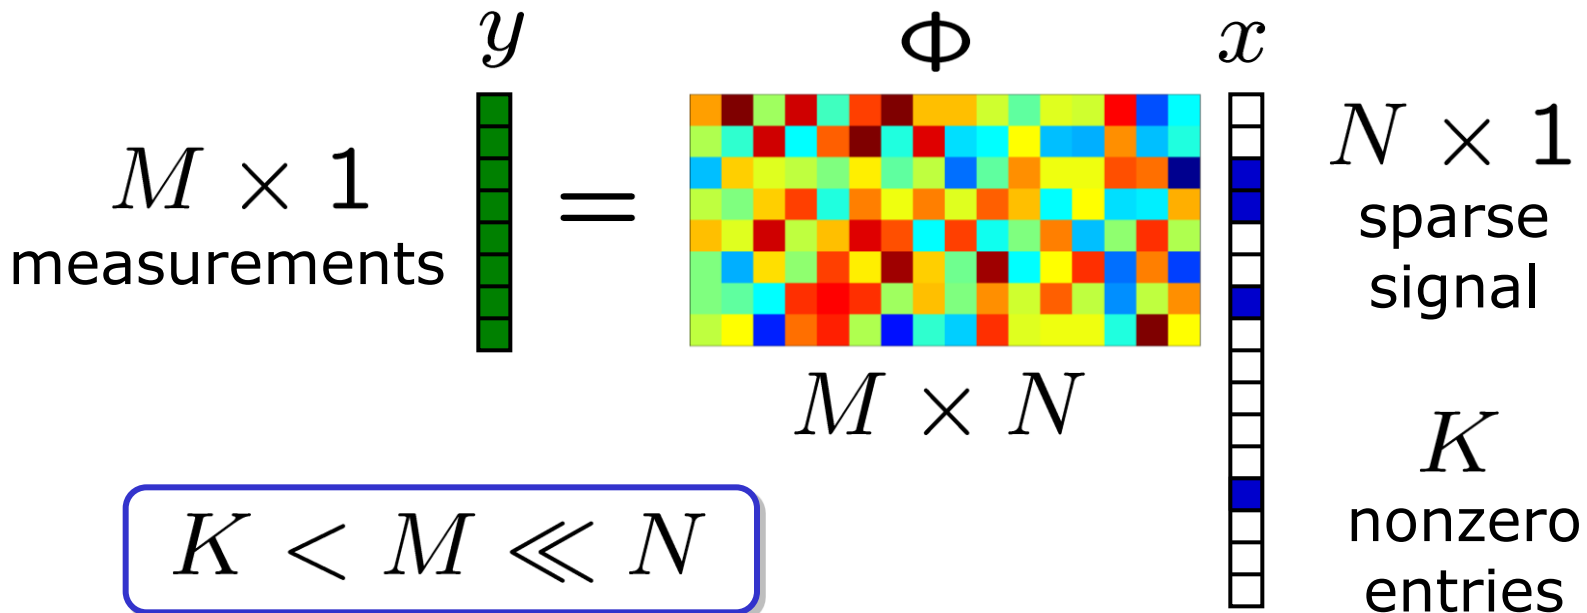 y
=
Φ
x
M × 1
measurements
M × N
N × 1
sparse
signal
K
nonzero
entries
K < M ≪ N